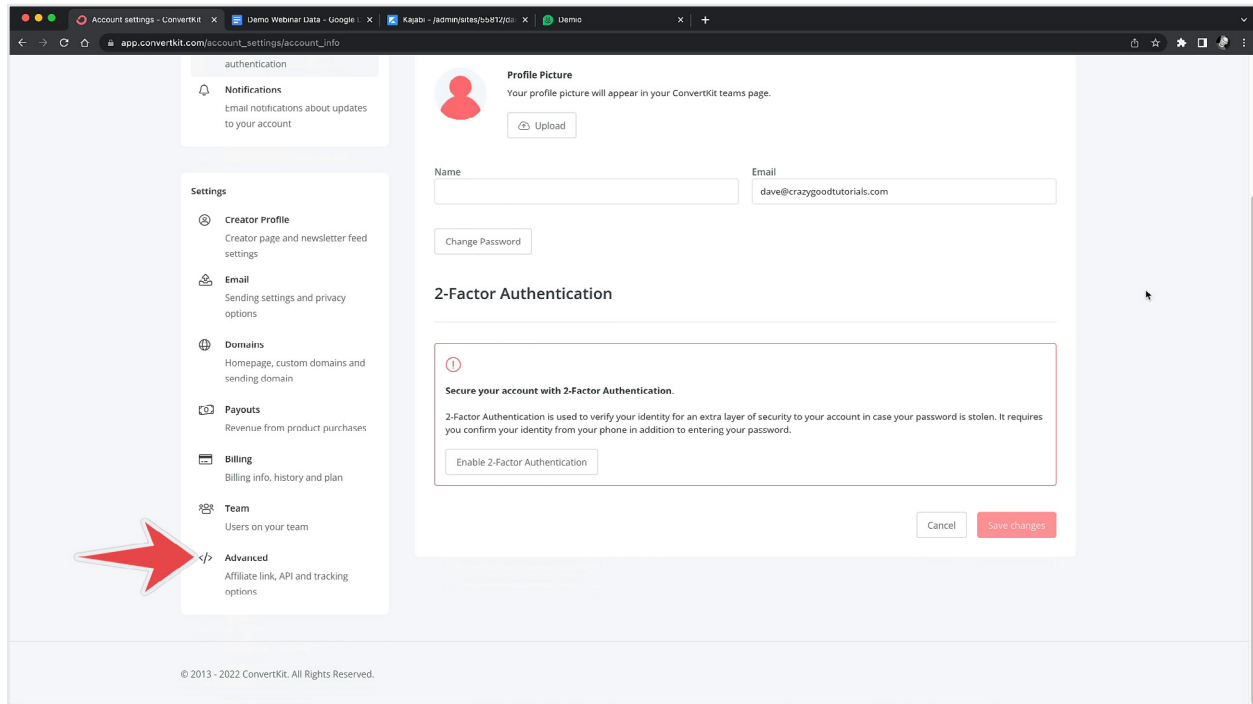 Account settings - ConvertKit
Demo Webinar Data - Google
Kajabi - /admin/sites/55812/da
Demio
app.convertkit.com/account_settings/account_info
authentication
Notifications
Email notifications about updates
to your account
Settings
Creator Profile
Creator page and newsletter feed
settings
Email
Sending settings and privacy
options
Domains
Homepage, custom domains and
sending domain
Payouts
Revenue from product purchases
Billing
Billing info, history and plan
Team
Users on your team
</> Advanced
Affiliate link, API and tracking
options
Profile Picture
Your profile picture will appear in your ConvertKit teams page.
Upload
Name
Email
dave@crazygoodtutorials.com
Change Password
2-Factor Authentication
Secure your account with 2-Factor Authentication.
2-Factor Authentication is used to verify your identity for an extra layer of security to your account in case your password is stolen. It requires
you confirm your identity from your phone in addition to entering your password.
Enable 2-Factor Authentication
Cancel
Save changes
© 2013 - 2022 ConvertKit. All Rights Reserved.